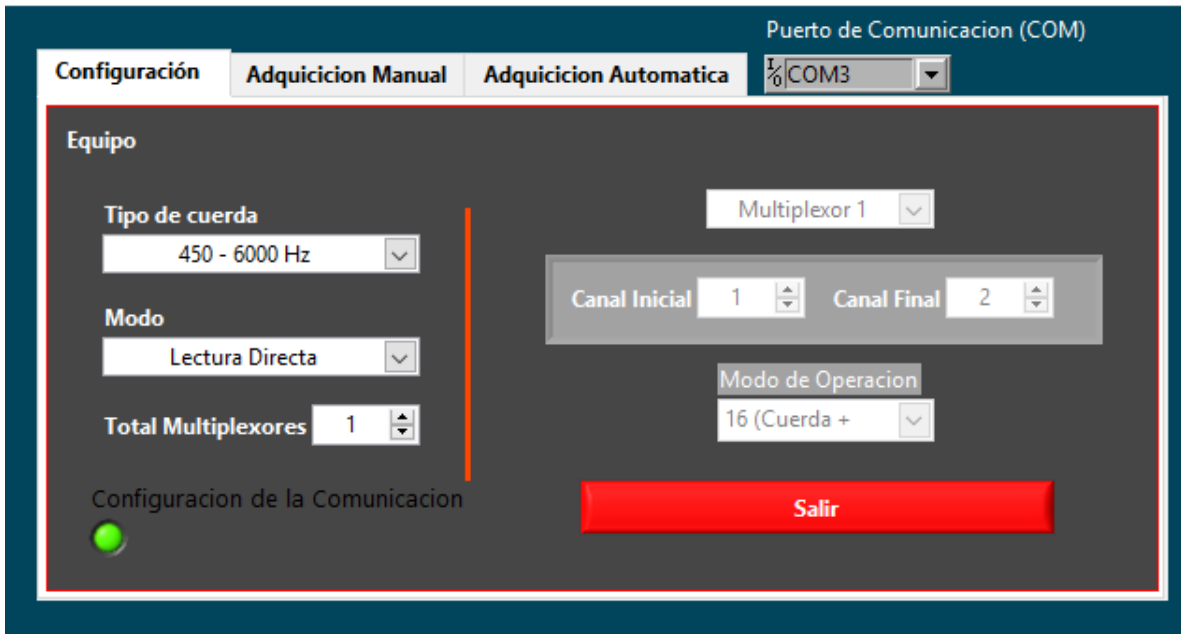 Puerto de Comunicacion (COM)
Configuración
Adquicicion Manual
Adquicicion Automatica
I/O COM3
Equipo
Tipo de cuerda
450 - 6000 Hz
Modo
Lectura Directa
Total Multiplexores 1
Configuracion de la Comunicacion
Multiplexor 1
Canal Inicial 1 Canal Final 2
Modo de Operacion
16 (Cuerda +
Salir